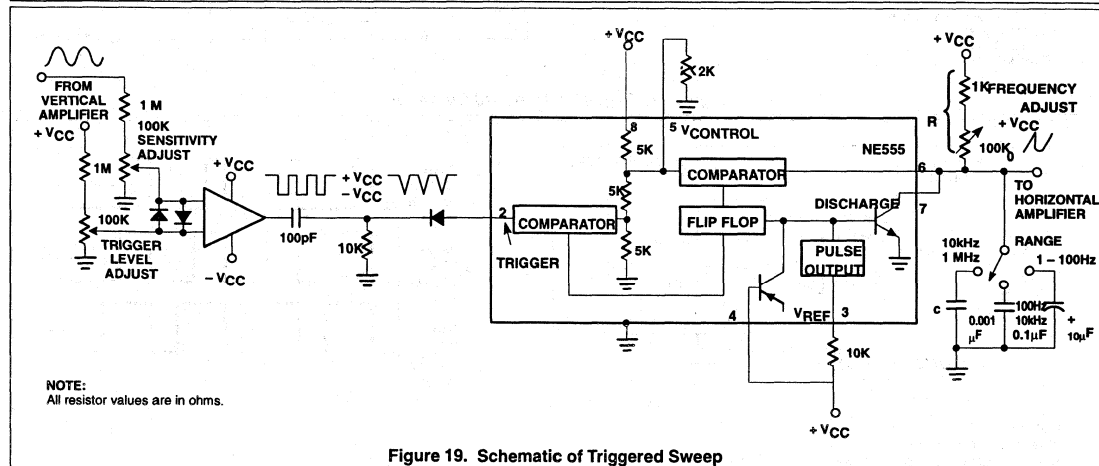 + VCC
FROM
VERTICAL
AMPLIFIER
+ VCC
1 M
100K
SENSITIVITY
ADJUST
1M
100K
TRIGGER
LEVEL
ADJUST
+ VCC
− VCC
100pF
+ VCC
− VCC
10K
2K
8
5K
5 VCONTROL
NE555
5K
5K
2
COMPARATOR
TRIGGER
COMPARATOR
FLIP FLOP
DISCHARGE
PULSE
OUTPUT
6
7
4
VREF
3
10K
+ VCC
+ VCC
1K
FREQUENCY
ADJUST
R
100K
+ VCC
0
TO
HORIZONTAL
AMPLIFIER
RANGE
10kHz
1 MHz
1 – 100Hz
C
0.001
µF
100Hz
10kHz
0.1µF
+
10µF
NOTE:
All resistor values are in ohms.
Figure 19. Schematic of Triggered Sweep